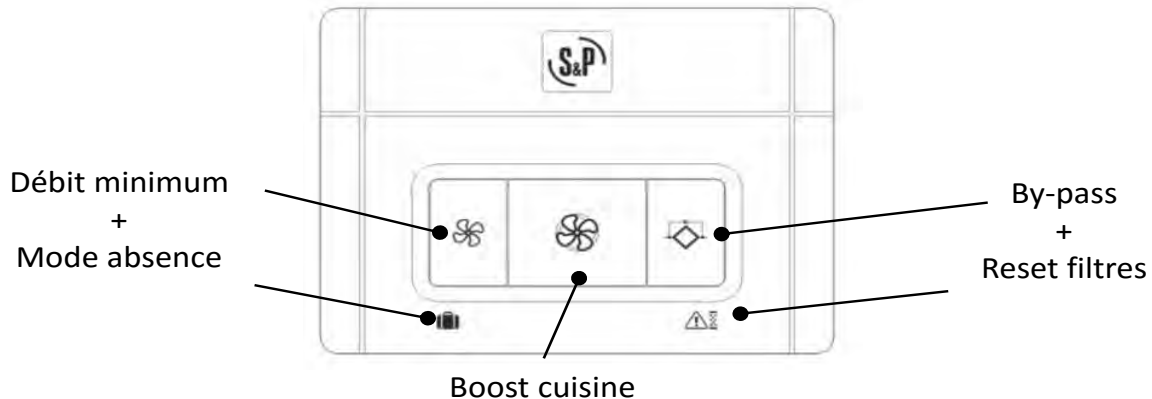 S&P
Débit minimum
+
Mode absence
By-pass
+
Reset filtres
Boost cuisine